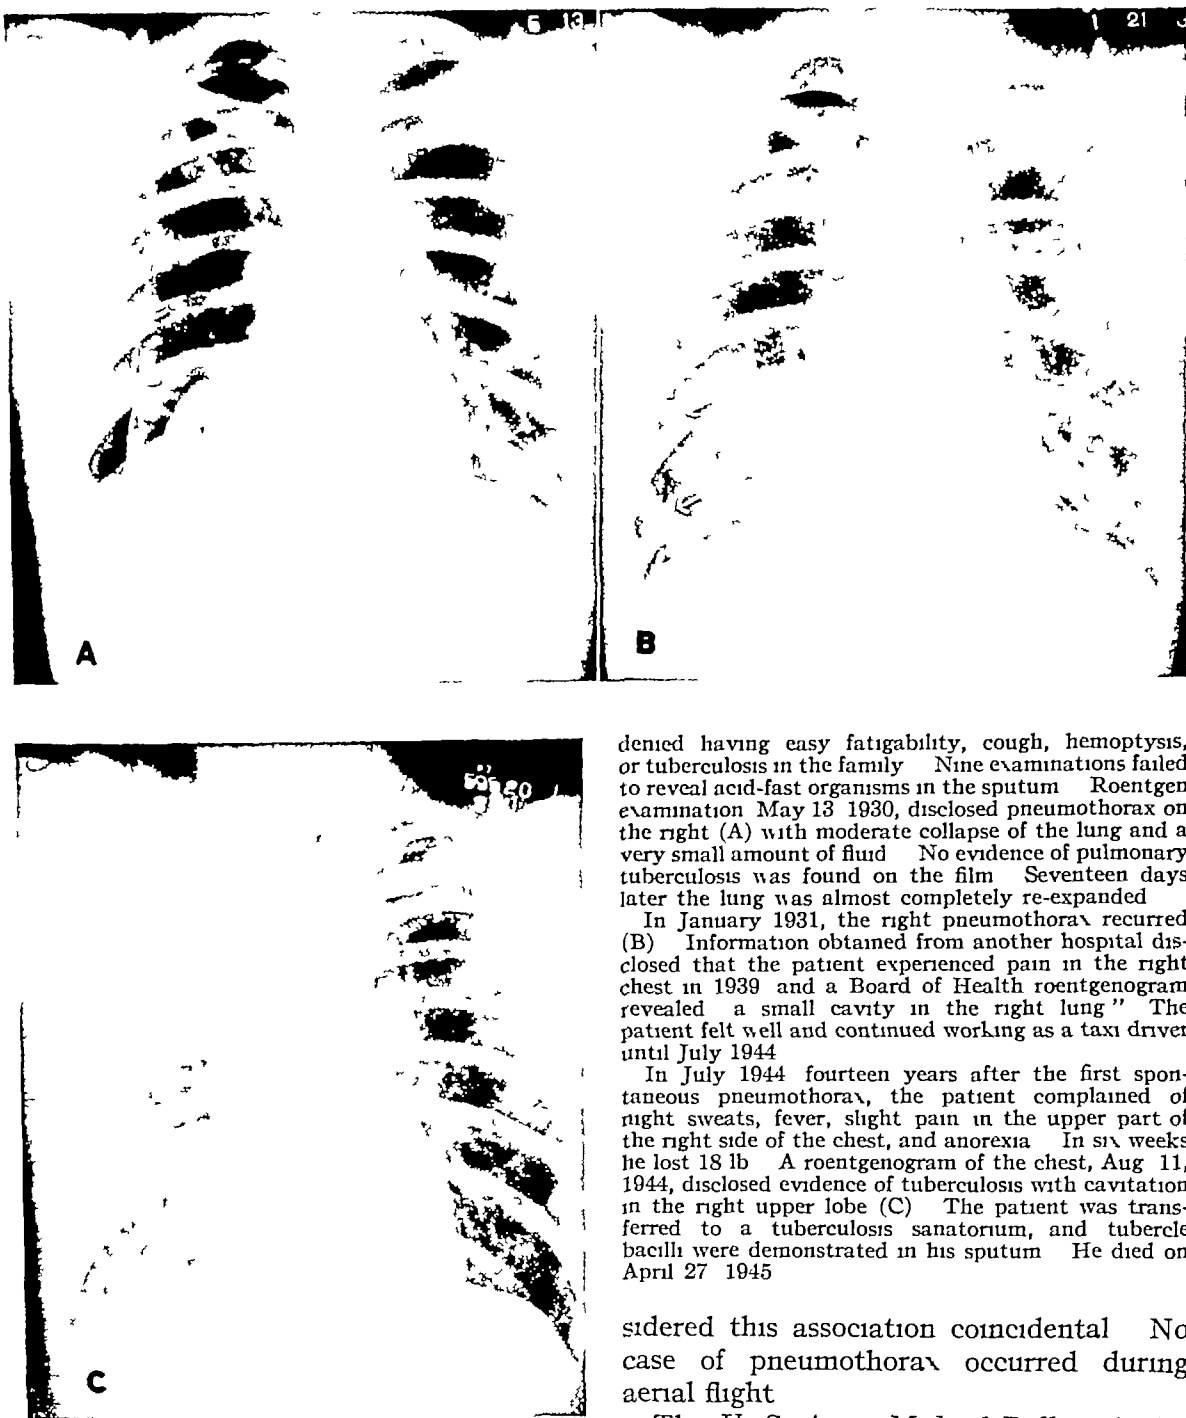 5 13
1 21
A
B
C
denied having easy fatigability, cough, hemoptysis,
or tuberculosis in the family Nine examinations failed
to reveal acid-fast organisms in the sputum Roentgen
examination May 13 1930, disclosed pneumothorax on
the right (A) with moderate collapse of the lung and a
very small amount of fluid No evidence of pulmonary
tuberculosis was found on the film Seventeen days
later the lung was almost completely re-expanded
In January 1931, the right pneumothorax recurred
(B) Information obtained from another hospital dis-
closed that the patient experienced pain in the right
chest in 1939 and a Board of Health roentgenogram
revealed a small cavity in the right lung" The
patient felt well and continued working as a taxi driver
until July 1944
In July 1944 fourteen years after the first spon-
taneous pneumothorax, the patient complained of
night sweats, fever, slight pain in the upper part of
the right side of the chest, and anorexia In six weeks
he lost 18 lb A roentgenogram of the chest, Aug 11,
1944, disclosed evidence of tuberculosis with cavitation
in the right upper lobe (C) The patient was trans-
ferred to a tuberculosis sanatorium, and tubercle
bacilli were demonstrated in his sputum He died on
April 27 1945
sidered this association coincidental No
case of pneumothorax occurred during
aerial flight